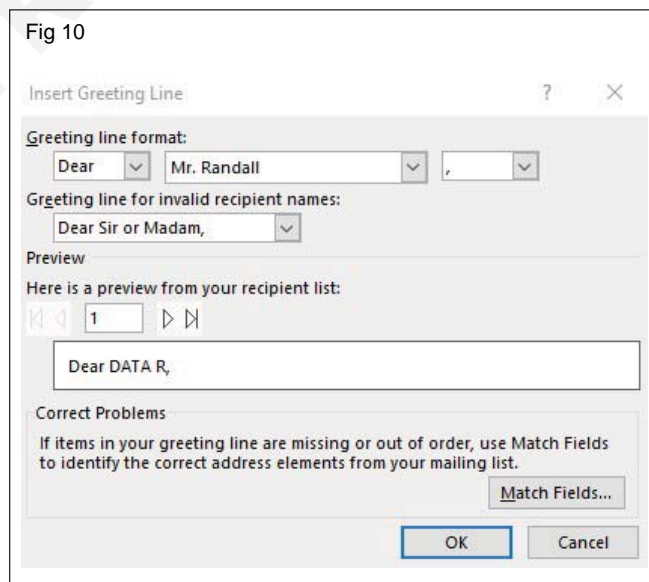 Fig 10
Insert Greeting Line ?
Greeting line format:
Dear Mr. Randall ,
Greeting line for invalid recipient names:
Dear Sir or Madam,
Preview
Here is a preview from your recipient list:
1
Dear DATA R,
Correct Problems
If items in your greeting line are missing or out of order, use Match Fields
to identify the correct address elements from your mailing list.
Match Fields...
OK Cancel